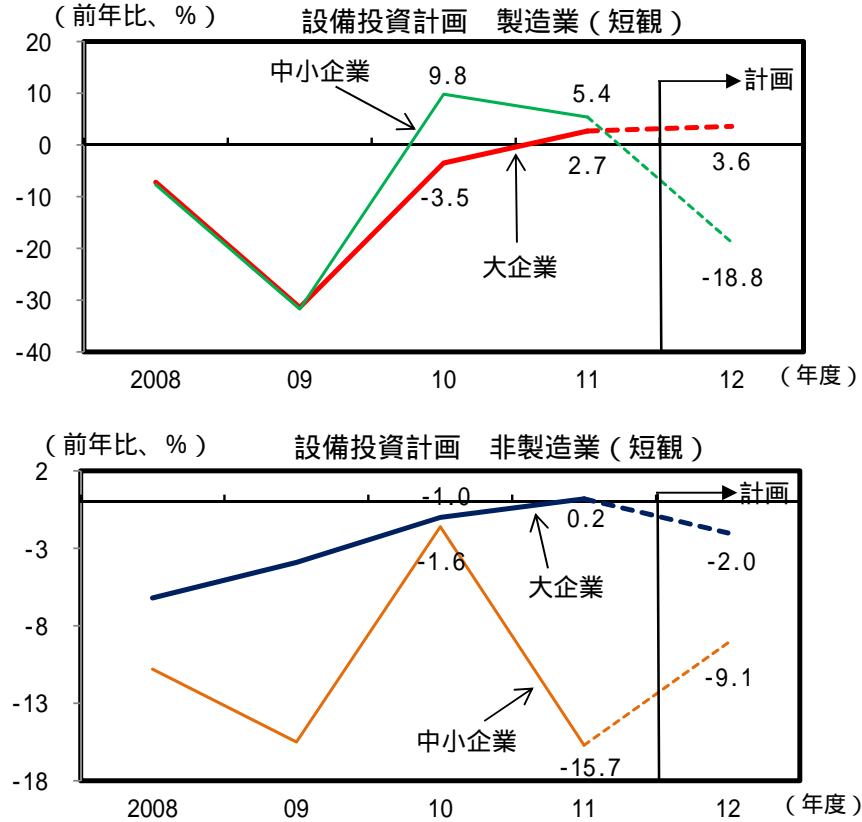 （前年比、％） 設備投資計画　製造業（短観）
20
中小企業
9.8
5.4
計画
10
0
2.7
3.6
-3.5
-10
大企業
-20
-18.8
-30
-40
2008 09 10 11 12 （年度）
（前年比、％） 設備投資計画　非製造業（短観）
2
-1.0
計画
0.2
-3
-1.6
大企業
-2.0
-8
-9.1
-13
中小企業
-15.7
-18
2008 09 10 11 12 （年度）